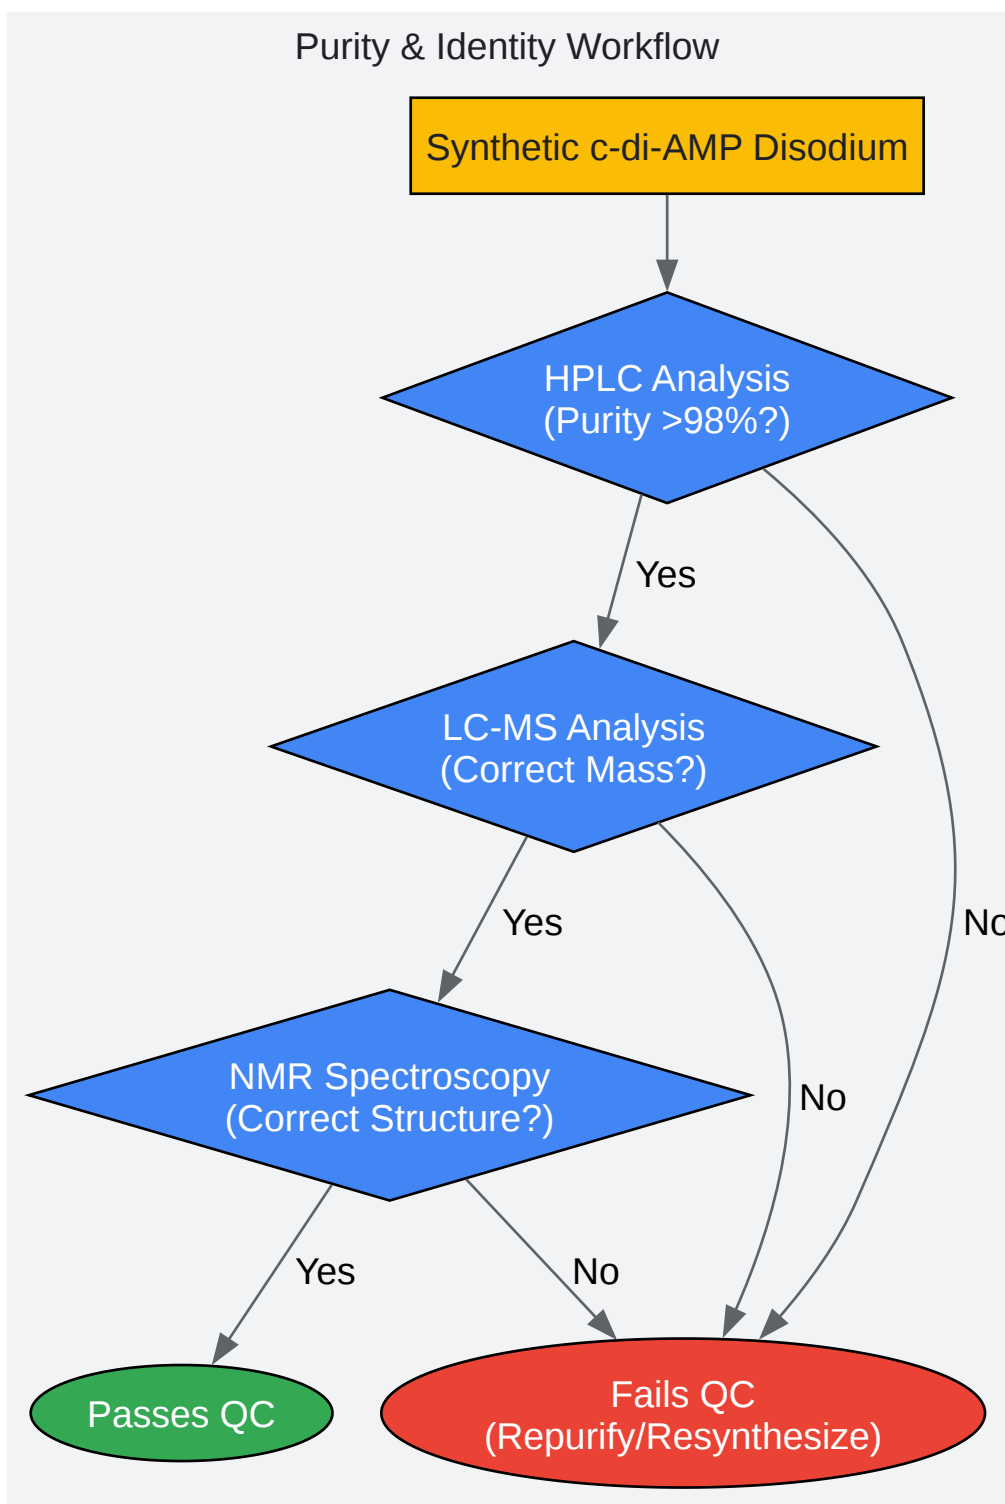 Purity & Identity Workflow
Synthetic c-di-AMP Disodium
HPLC Analysis
(Purity >98%?)
Yes
LC-MS Analysis
(Correct Mass?)
Yes
No
NMR Spectroscopy
(Correct Structure?)
No
Yes
No
Passes QC
Fails QC
(Repurify/Resynthesize)